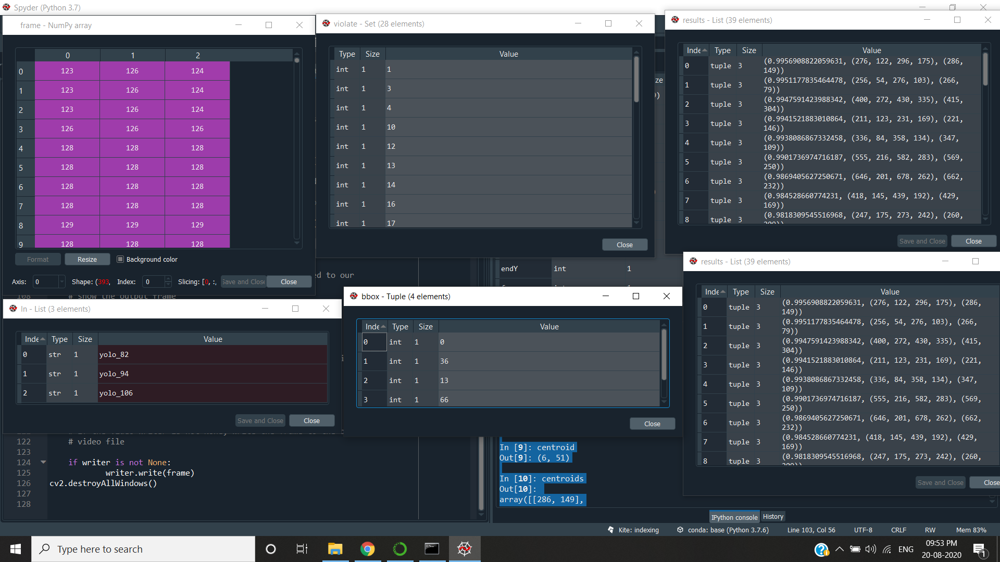 Spyder (Python 3.7)
frame - NumPy array
0 1 2
0 123 126 124
1 123 126 124
2 123 126 124
3 126 126 126
4 128 128 128
5 128 128 128
6 128 128 128
7 128 128 128
8 129 129 129
9 128 128 128
Format Resize Background color
Axis: 0 Shape: (393, Index: 0 Slicing: [0, :, Save and Close Close
violate - Set (28 elements)
Type Size Value
int 1 1
int 1 3
int 1 4
int 1 10
int 1 12
int 1 13
int 1 14
int 1 16
int 1 17
Close
ze
)
results - List (39 elements)
Inde Type Size Value
0 tuple 3 (0.9956908822059631, (276, 122, 296, 175), (286,
149))
1 tuple 3 (0.9951177835464478, (256, 54, 276, 103), (266,
79))
2 tuple 3 (0.9947591423988342, (400, 272, 430, 335), (415,
304))
3 tuple 3 (0.9941521883010864, (211, 123, 231, 169), (221,
146))
4 tuple 3 (0.9938086867332458, (336, 84, 358, 134), (347,
109))
5 tuple 3 (0.9901736974716187, (555, 216, 582, 283), (569,
250))
6 tuple 3 (0.9869405627250671, (646, 201, 678, 262), (662,
232))
7 tuple 3 (0.984528660774231, (418, 145, 439, 192), (429,
169))
8 tuple 3 (0.9818309545516968, (247, 175, 273, 242), (260,
Save and Close Close
ed to our
108 # show the output frame
endY int 1
In - List (3 elements)
Inde Type Size Value
0 str 1 yolo_82
1 str 1 yolo_94
2 str 1 yolo_106
Save and Close Close
bbox - Tuple (4 elements)
Inde Type Size Value
0 int 1 0
1 int 1 36
2 int 1 13
3 int 1 66
Close
results - List (39 elements)
Inde Type Size Value
0 tuple 3 (0.9956908822059631, (276, 122, 296, 175), (286,
149))
1 tuple 3 (0.9951177835464478, (256, 54, 276, 103), (266,
79))
2 tuple 3 (0.9947591423988342, (400, 272, 430, 335), (415,
304))
3 tuple 3 (0.9941521883010864, (211, 123, 231, 169), (221,
146))
4 tuple 3 (0.9938086867332458, (336, 84, 358, 134), (347,
109))
5 tuple 3 (0.9901736974716187, (555, 216, 582, 283), (569,
250))
6 tuple 3 (0.9869405627250671, (646, 201, 678, 262), (662,
232))
7 tuple 3 (0.984528660774231, (418, 145, 439, 192), (429,
169))
8 tuple 3 (0.9818309545516968, (247, 175, 273, 242), (260,
Save and Close Close
122 # video file
123
124 if writer is not None:
125 writer.write(frame)
126 cv2.destroyAllWindows()
127
128
In [9]: centroid
Out[9]: (6, 51)
In [10]: centroids
Out[10]:
array([[286, 149],
IPython console History
Kite: indexing conda: base (Python 3.7.6) Line 103, Col 56 UTF-8 CRLF RW Mem 83%
Type here to search
ENG
09:53 PM
20-08-2020
1